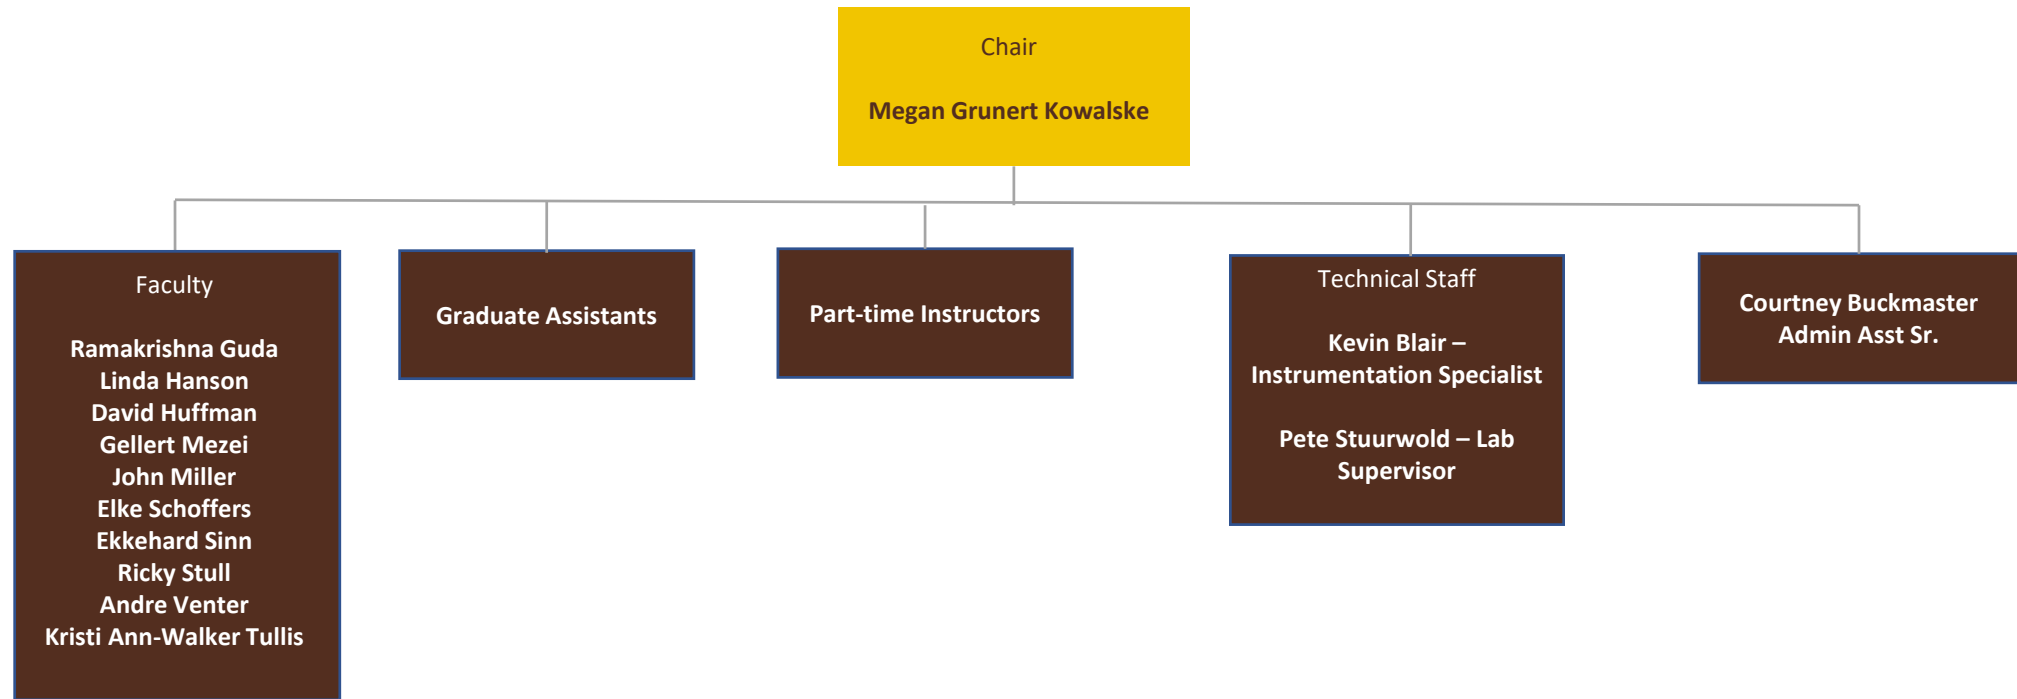 Chair
Megan Grunert Kowalske
Faculty
Ramakrishna Guda
Linda Hanson
David Huffman
Gellert Mezei
John Miller
Elke Schoffers
Ekkehard Sinn
Ricky Stull
Andre Venter
Kristi Ann-Walker Tullis
Graduate Assistants
Part-time Instructors
Technical Staff
Kevin Blair –
Instrumentation Specialist
Pete Stuurwold – Lab
Supervisor
Courtney Buckmaster
Admin Asst Sr.